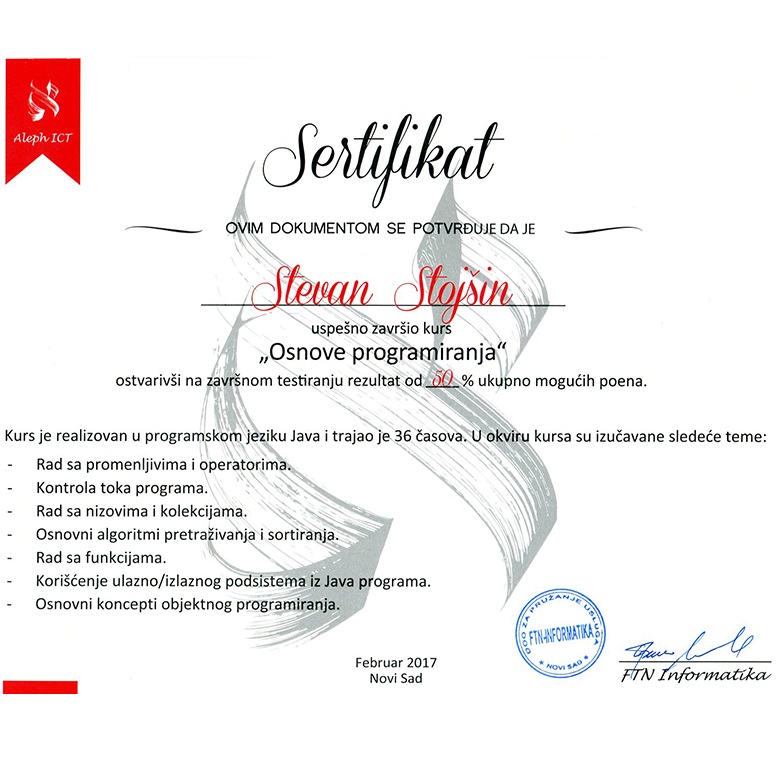 Aleph ICT
Sertifikat
OVIM DOKUMENTOM SE POTVRĐUJE DA JE
Stevan Stojšin
uspešno završio kurs
„Osnove programiranja“
ostvarivši na završnom testiranju rezultat od 50 % ukupno mogućih poena.
Kurs je realizovan u programskom jeziku Java i trajao je 36 časova. U okviru kursa su izučavane sledeće teme:
- Rad sa promenljivima i operatorima.
- Kontrola toka programa.
- Rad sa nizovima i kolekcijama.
- Osnovni algoritmi pretraživanja i sortiranja.
- Rad sa funkcijama.
- Korišćenje ulazno/izlaznog podsistema iz Java programa.
- Osnovni koncepti objektnog programiranja.
DOO ZA PRUŽANJE USLUGA
FTN-INFORMATIKA
* NOVI SAD *
Februar 2017
Novi Sad
FTN Informatika